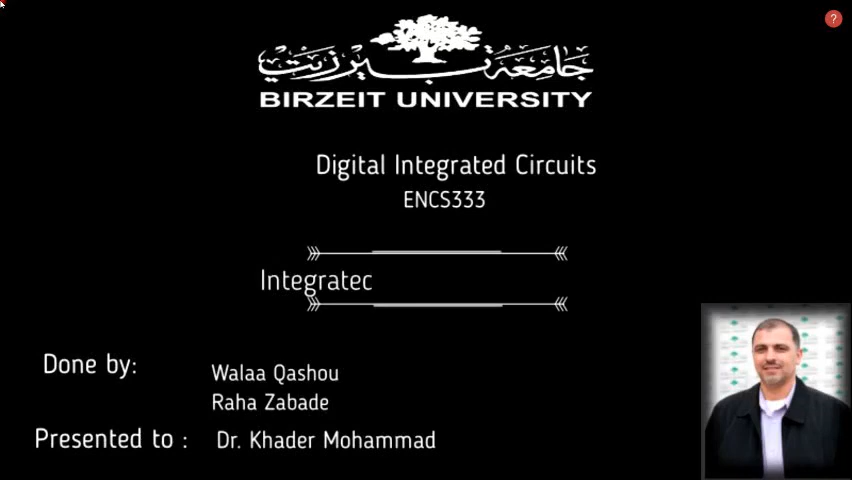 جامعة بيرزيت
BIRZEIT UNIVERSITY
Digital Integrated Circuits
ENCS333
Integratec
Done by:
Walaa Qashou
Raha Zabade
Presented to : Dr. Khader Mohammad
?